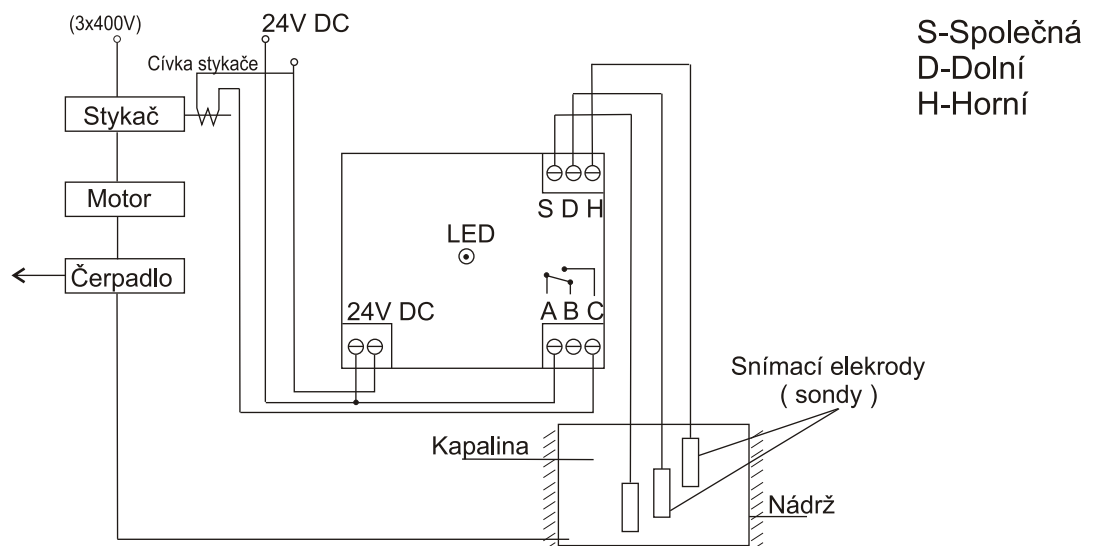 (3x400V)
24V DC
Cívka stykače
Stykač
Motor
Čerpadlo
S-Společná
D-Dolní
H-Horní
S D H
LED
24V DC
A B C
Snímací elekrody
( sondy )
Kapalina
Nádrž